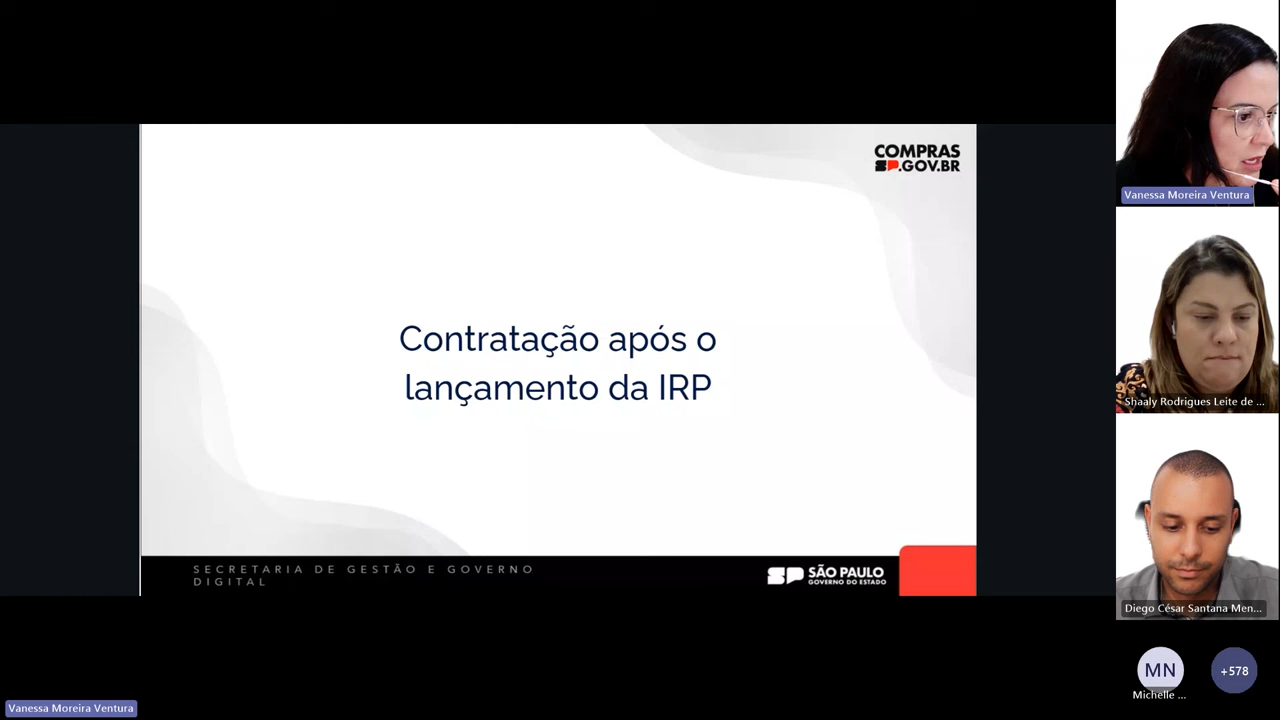 COMPRAS
SP.GOV.BR
Contratação após o
lançamento da IRP
SECRETARIA DE GESTÃO E GOVERNO
DIGITAL
SP SÃO PAULO
GOVERNO DO ESTADO
Vanessa Moreira Ventura
Shaaly Rodrigues Leite de ...
Diego César Santana Men...
MN
+578
Michelle ...
Vanessa Moreira Ventura